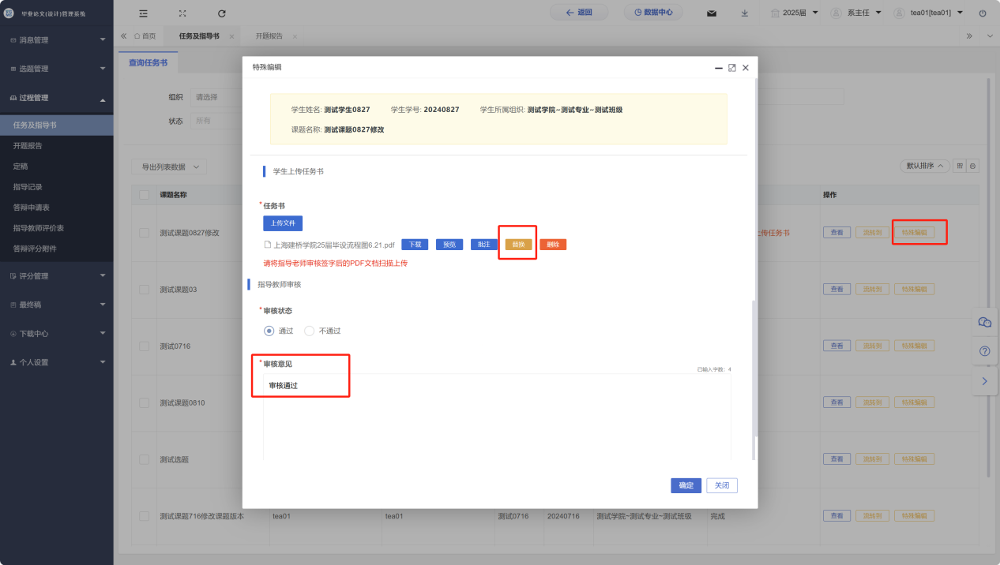 毕业论文(设计)管理系统
返回
数据中心
2025届
系主任
tea01[tea01]
消息管理
选题管理
过程管理
任务及指导书
开题报告
定稿
指导记录
答辩申请表
指导教师评价表
答辩评分附件
评分管理
最终稿
下载中心
个人设置
首页
任务及指导书
开题报告
查询任务书
组织
请选择
状态
所有
导出列表数据
默认排序
课题名称
操作
测试课题0827修改
上传任务书
查看 流转到 特殊编辑
测试课题03
查看 流转到 特殊编辑
测试0716
查看 流转到 特殊编辑
测试课题0810
查看 流转到 特殊编辑
测试选题
查看 流转到 特殊编辑
测试课题716修改课题版本 tea01 tea01 测试0716 20240716 测试学院~测试专业~测试班级 完成
查看 流转到 特殊编辑
特殊编辑
学生姓名: 测试学生0827 学生学号: 20240827 学生所属组织: 测试学院~测试专业~测试班级
课题名称: 测试课题0827修改
学生上传任务书
*任务书
上传文件
上海建桥学院25届毕设流程图6.21.pdf 下载 预览 批注 替换 删除
请将指导老师审核签字后的PDF文档扫描上传
指导教师审核
*审核状态
通过 不通过
*审核意见
已输入字数: 4
审核通过
确定 关闭